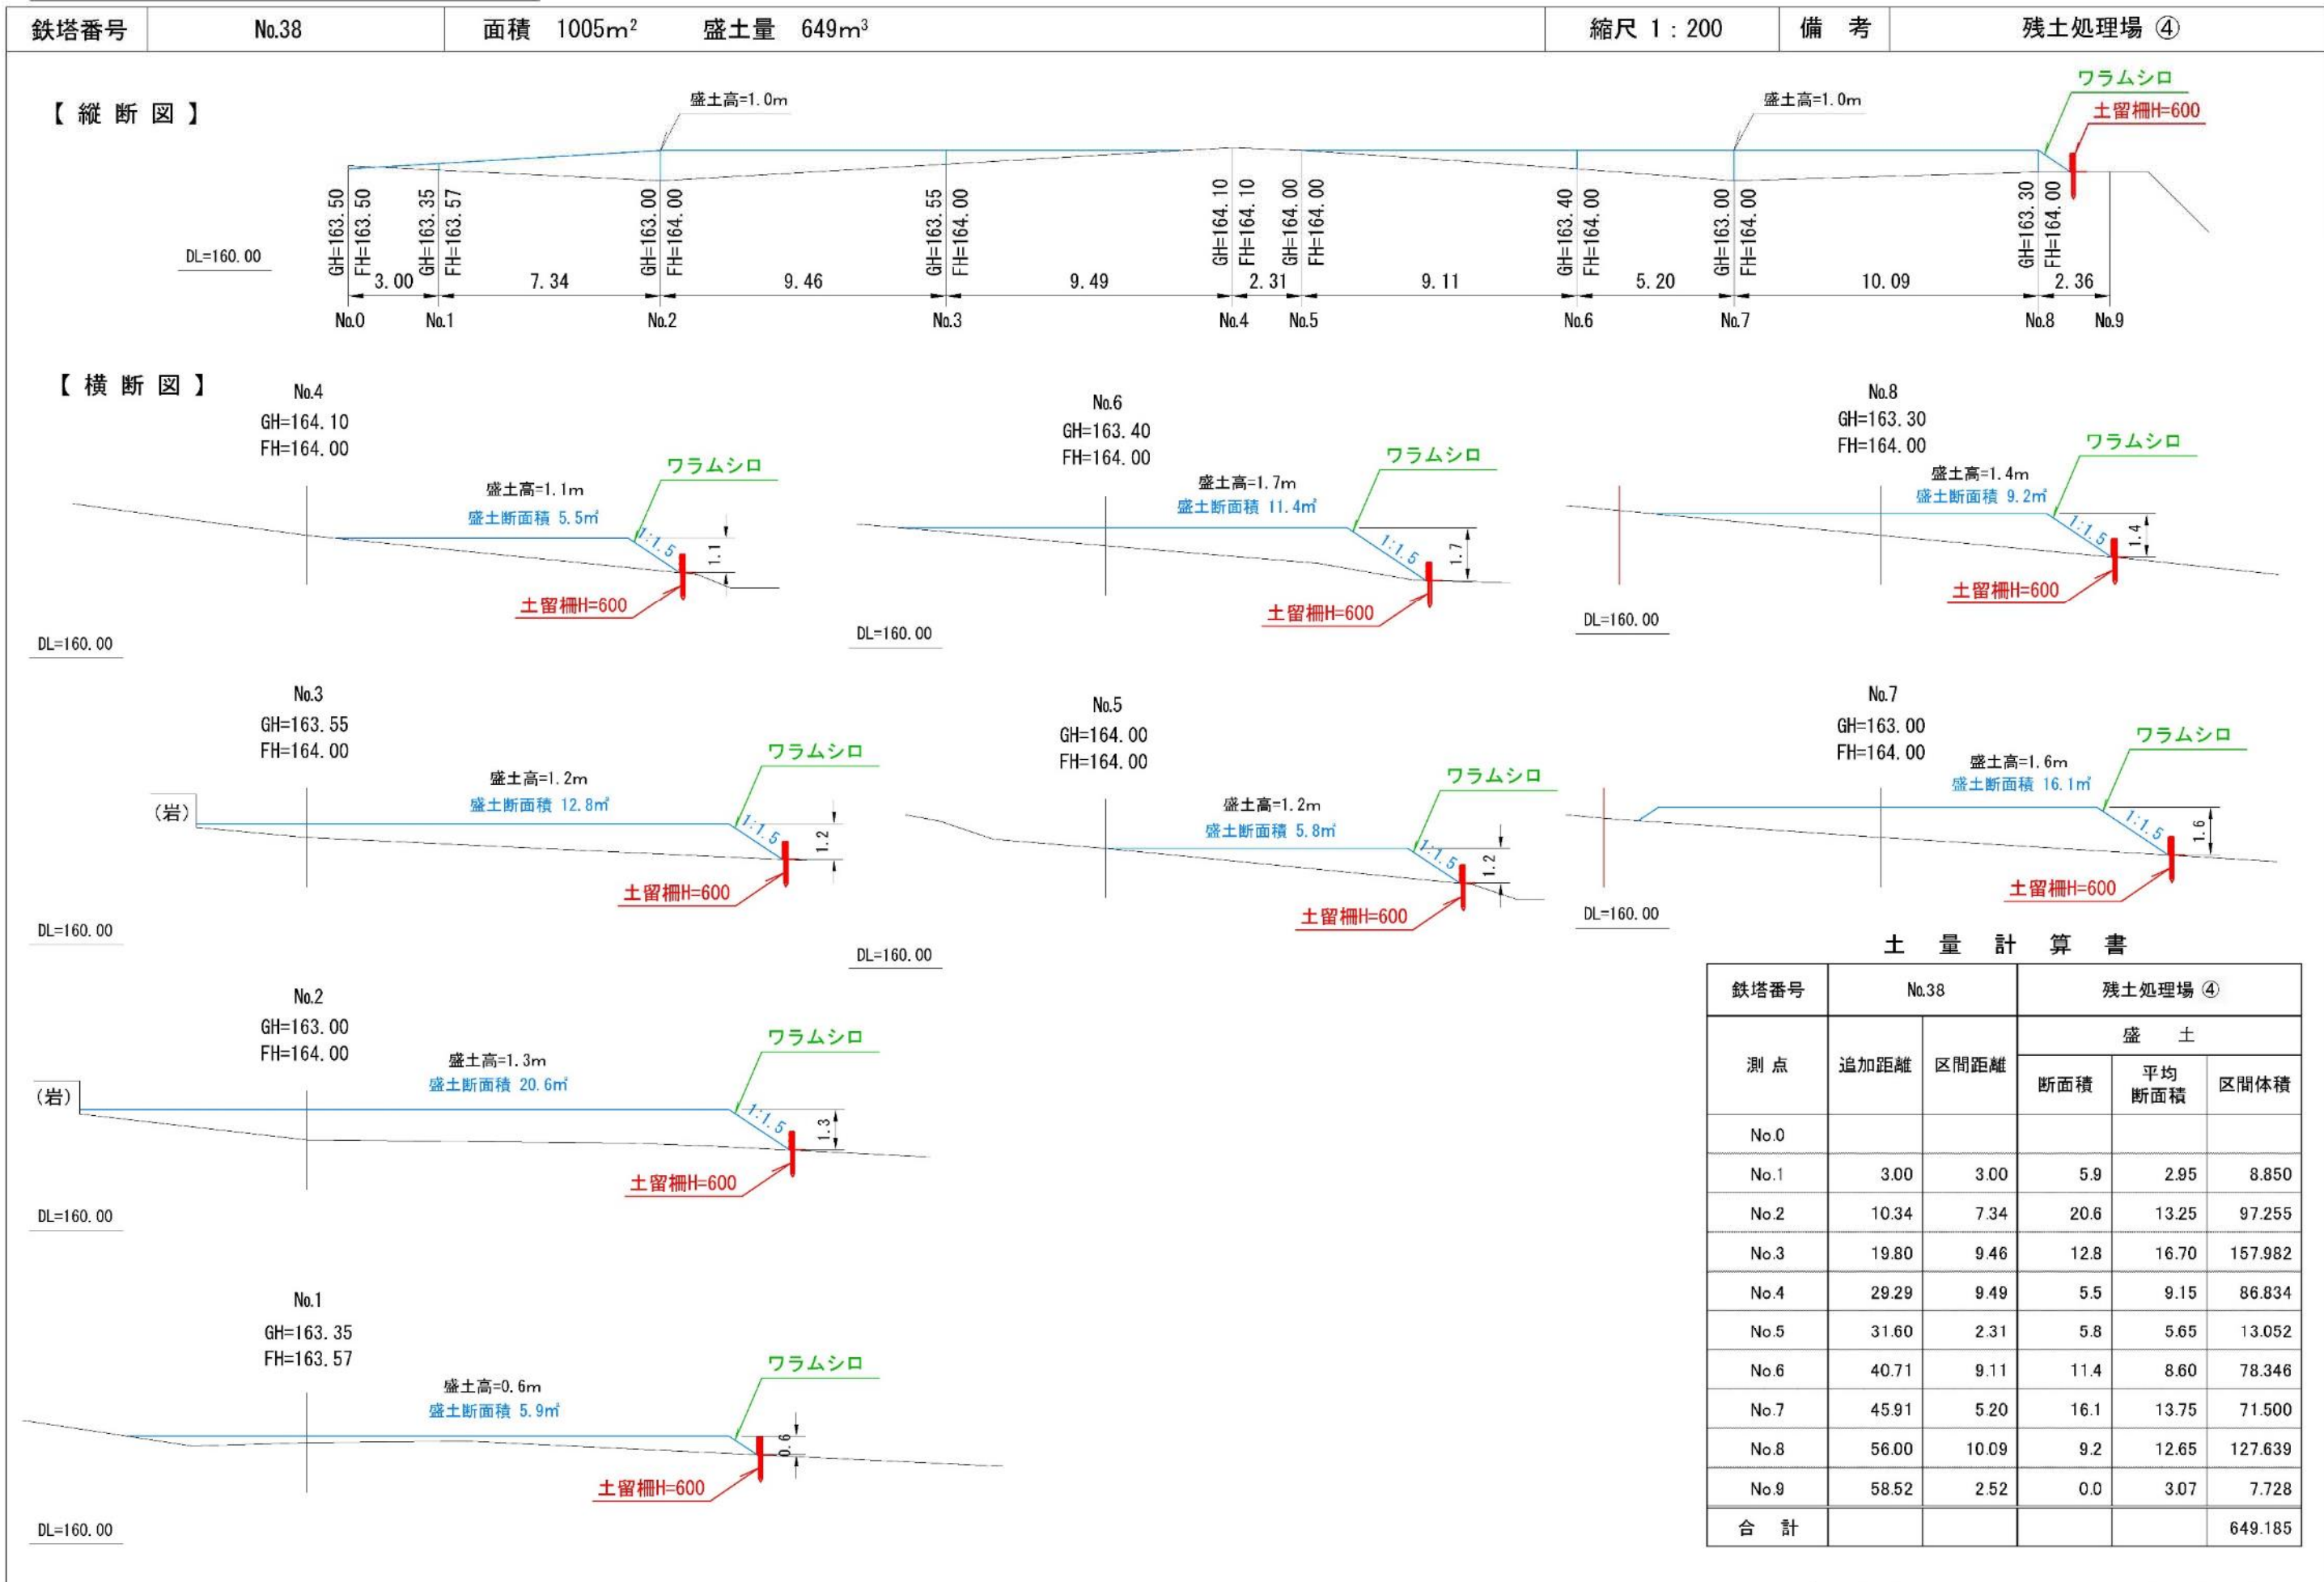 鉄塔番号 No.38 面積 1005m² 盛土量 649m³ 縮尺 1:200 備考 残土処理場 ④
【縦断図】
盛土高=1.0m
盛土高=1.0m
ワラムシロ
土留柵H=600
GH=163.50
FH=163.50
GH=163.35
FH=163.57
GH=163.00
FH=164.00
GH=163.55
FH=164.00
GH=164.10
FH=164.10
GH=164.00
FH=164.00
GH=163.40
FH=164.00
GH=163.00
FH=164.00
GH=163.30
FH=164.00
DL=160.00
3.00 7.34 9.46 9.49 2.31 9.11 5.20 10.09 2.36
No.0 No.1 No.2 No.3 No.4 No.5 No.6 No.7 No.8 No.9
【横断図】
No.4
GH=164.10
FH=164.00
盛土高=1.1m
盛土断面積 5.5㎡
ワラムシロ
1:1.5
1.1
土留柵H=600
DL=160.00
No.6
GH=163.40
FH=164.00
盛土高=1.7m
盛土断面積 11.4㎡
ワラムシロ
1:1.5
1.7
土留柵H=600
DL=160.00
No.8
GH=163.30
FH=164.00
盛土高=1.4m
盛土断面積 9.2㎡
ワラムシロ
1:1.5
1.4
土留柵H=600
DL=160.00
No.3
GH=163.55
FH=164.00
(岩)
盛土高=1.2m
盛土断面積 12.8㎡
ワラムシロ
1:1.5
1.2
土留柵H=600
DL=160.00
No.5
GH=164.00
FH=164.00
盛土高=1.2m
盛土断面積 5.8㎡
ワラムシロ
1:1.5
1.2
土留柵H=600
DL=160.00
No.7
GH=163.00
FH=164.00
盛土高=1.6m
盛土断面積 16.1㎡
ワラムシロ
1:1.5
1.6
土留柵H=600
DL=160.00
No.2
GH=163.00
FH=164.00
(岩)
盛土高=1.3m
盛土断面積 20.6㎡
ワラムシロ
1:1.5
1.3
土留柵H=600
DL=160.00
No.1
GH=163.35
FH=163.57
盛土高=0.6m
盛土断面積 5.9㎡
ワラムシロ
0.6
土留柵H=600
DL=160.00
土量計算書
鉄塔番号 No.38 残土処理場 ④
測点 追加距離 区間距離 盛土
断面積 平均断面積 区間体積
No.0
No.1 3.00 3.00 5.9 2.95 8.850
No.2 10.34 7.34 20.6 13.25 97.255
No.3 19.80 9.46 12.8 16.70 157.982
No.4 29.29 9.49 5.5 9.15 86.834
No.5 31.60 2.31 5.8 5.65 13.052
No.6 40.71 9.11 11.4 8.60 78.346
No.7 45.91 5.20 16.1 13.75 71.500
No.8 56.00 10.09 9.2 12.65 127.639
No.9 58.52 2.52 0.0 3.07 7.728
合計 649.185